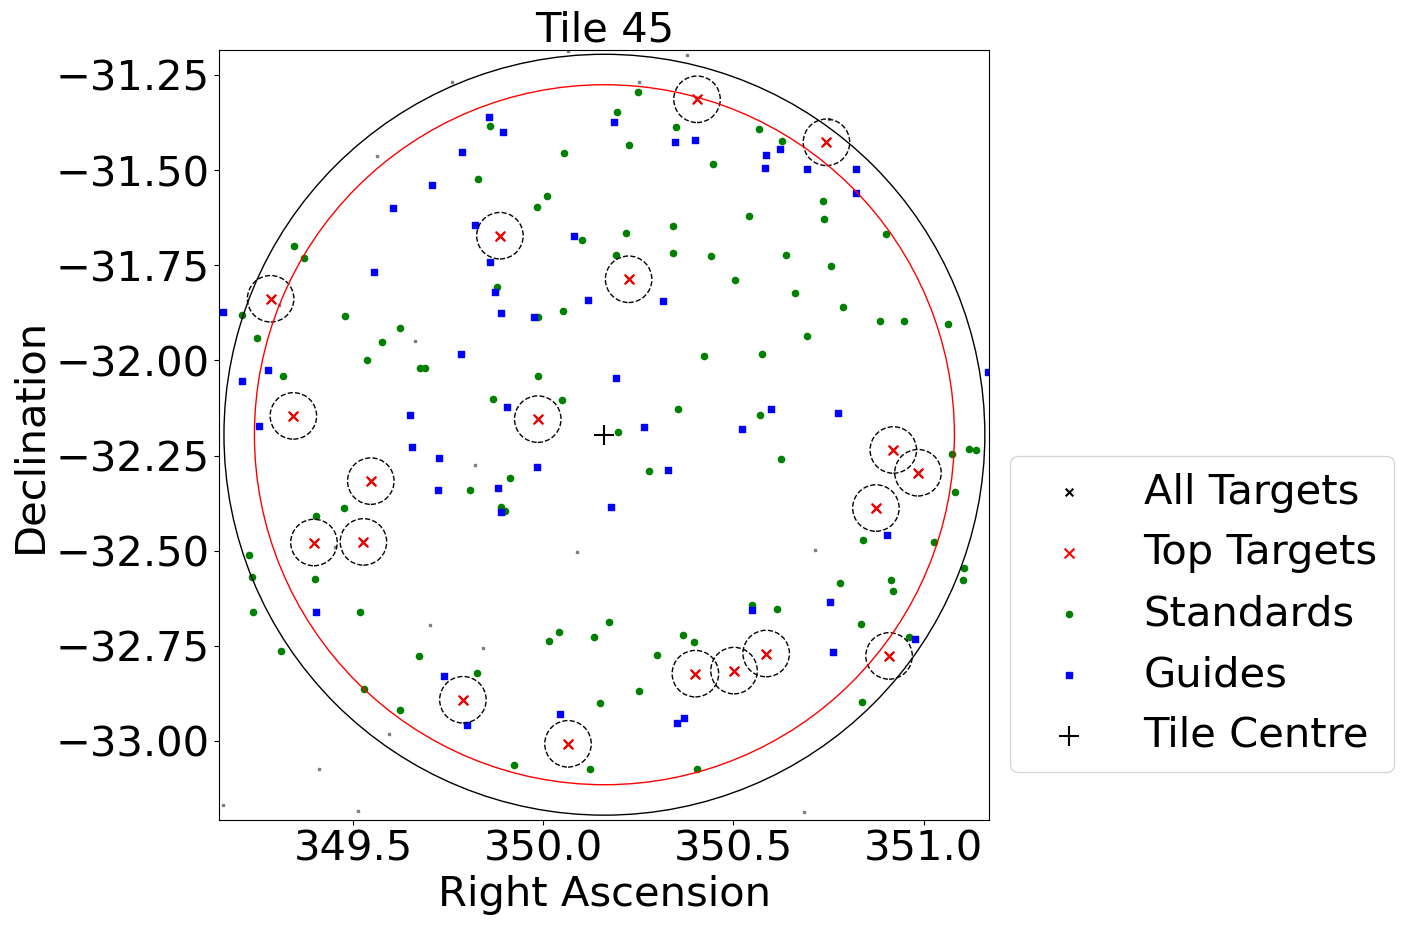 Tile 45
−31.25
−31.50
−31.75
−32.00
−32.25
−32.50
−32.75
−33.00
Declination
349.5
350.0
350.5
351.0
Right Ascension
All Targets
Top Targets
Standards
Guides
Tile Centre